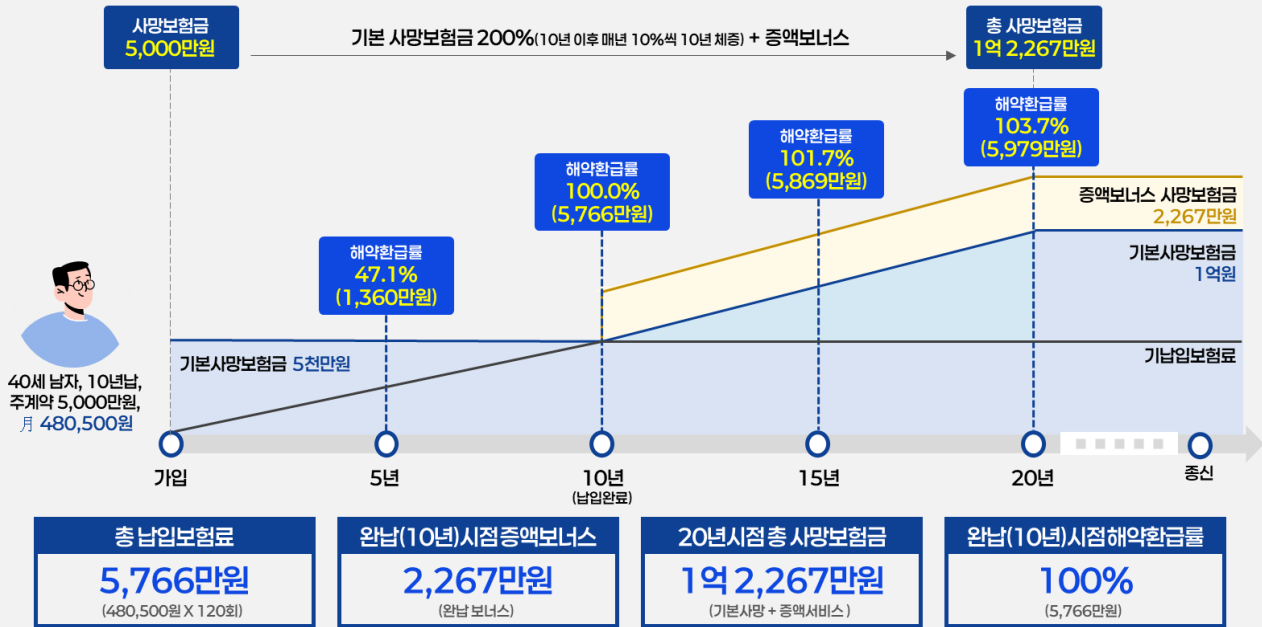 사망보험금
5,000만원
기본 사망보험금 200%(10년 이후 매년 10%씩 10년 체증) + 증액보너스
총 사망보험금
1억 2,267만원
해약환급률
103.7%
(5,979만원)
해약환급률
101.7%
(5,869만원)
해약환급률
100.0%
(5,766만원)
증액보너스 사망보험금
2,267만원
해약환급률
47.1%
(1,360만원)
기본사망보험금
1억원
기본사망보험금 5천만원
기납입보험료
40세 남자, 10년납,
주계약 5,000만원,
月 480,500원
가입
5년
10년
(납입완료)
15년
20년
종신
총 납입보험료
5,766만원
(480,500원 X 120회)
완납(10년)시점 증액보너스
2,267만원
(완납 보너스)
20년시점 총 사망보험금
1억 2,267만원
(기본사망 + 증액서비스 )
완납(10년)시점 해약환급률
100%
(5,766만원)